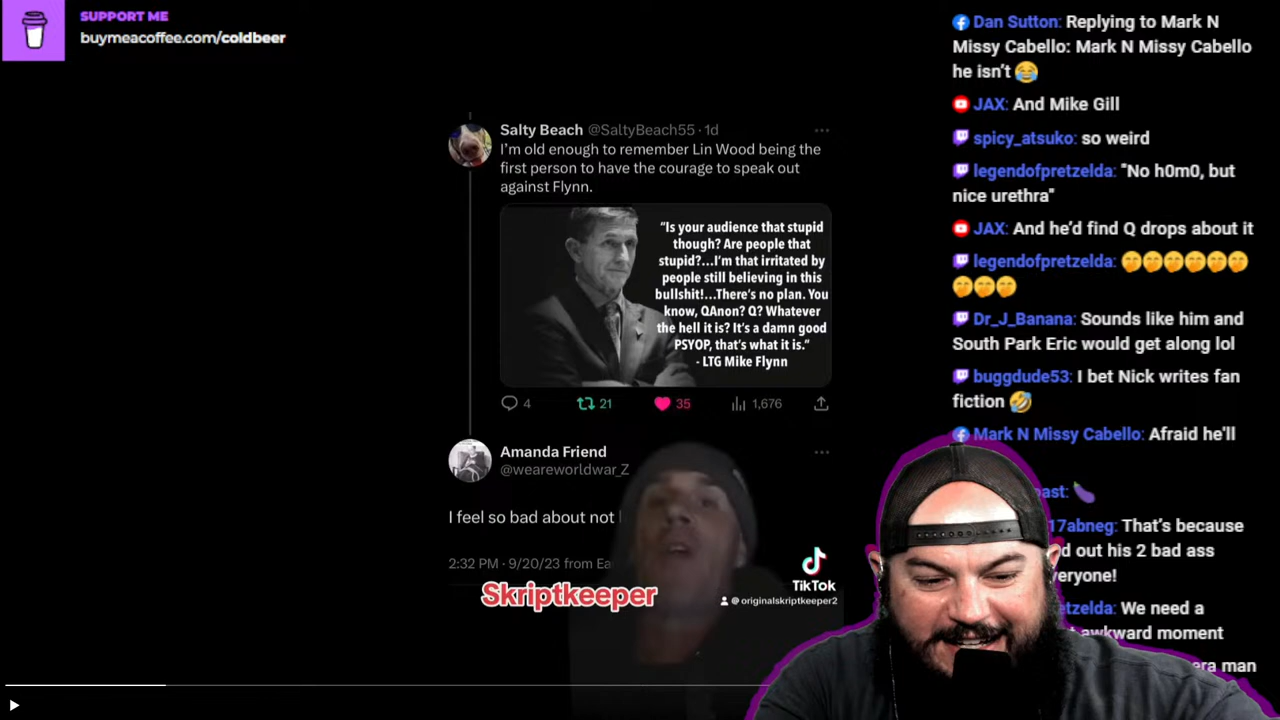 SUPPORT ME
buymeacoffee.com/coldbeer
Salty Beach @SaltyBeach55 · 1d
I'm old enough to remember Lin Wood being the
first person to have the courage to speak out
against Flynn.
"Is your audience that stupid
though? Are people that
stupid?...I'm that irritated by
people still believing in this
bullshit!...There's no plan. You
know, QAnon? Q? Whatever
the hell it is? It's a damn good
PSYOP, that's what it is."
- LTG Mike Flynn
4 21 35 1,676
Amanda Friend
@weareworldwar_Z
I feel so bad about not
2:32 PM · 9/20/23 from Ea
Skriptkeeper
TikTok
@originalskriptkeeper2
Dan Sutton: Replying to Mark N
Missy Cabello: Mark N Missy Cabello
he isn't 😂
JAX: And Mike Gill
spicy_atsuko: so weird
legendofpretzelda: "No h0m0, but
nice urethra"
JAX: And he'd find Q drops about it
legendofpretzelda: 🤭🤭🤭🤭🤭🤭
🤭🤭🤭
Dr_J_Banana: Sounds like him and
South Park Eric would get along lol
buggdude53: I bet Nick writes fan
fiction 🤣
Mark N Missy Cabello: Afraid he'll
oast: 🍆
17abneg: That's because
d out his 2 bad ass
veryone!
etzelda: We need a
awkward moment
era man